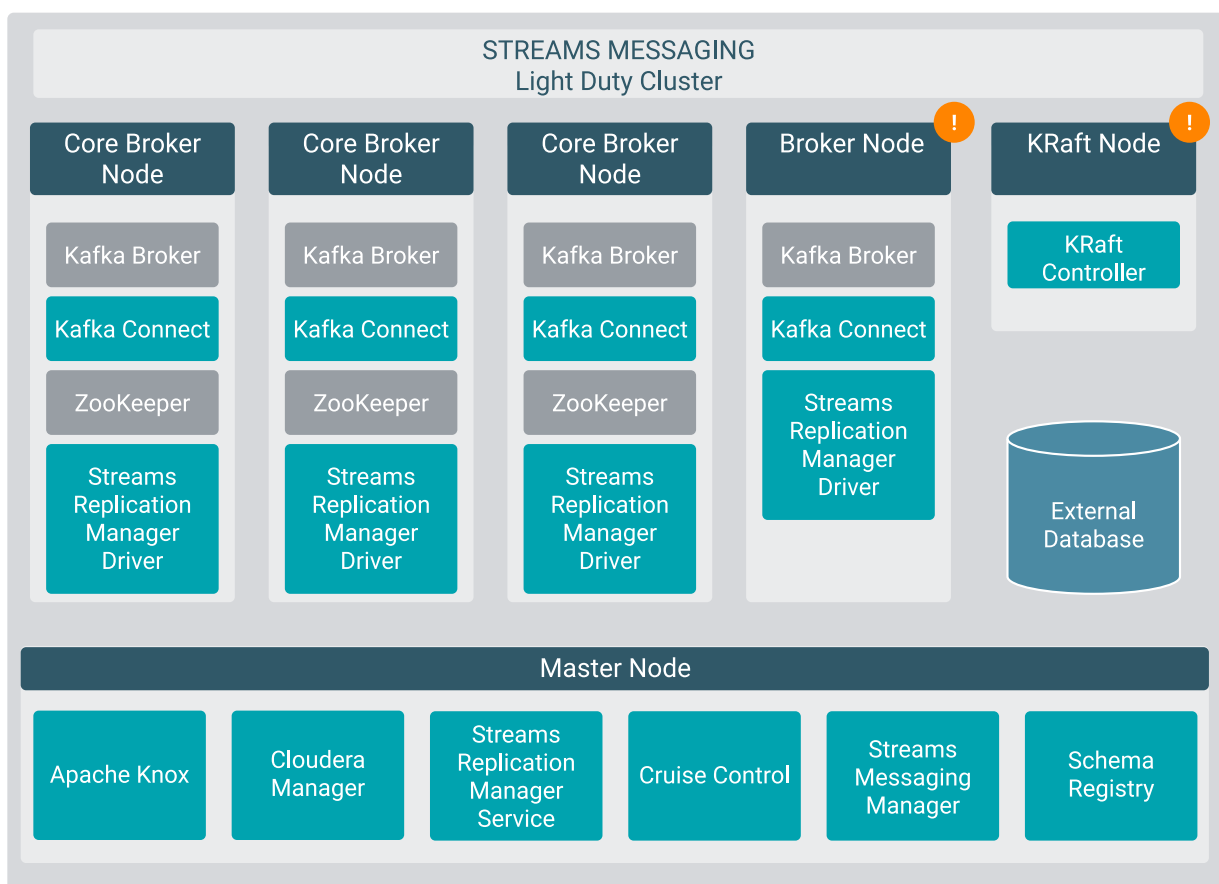 STREAMS MESSAGING
Light Duty Cluster
Core Broker
Node
Kafka Broker
Kafka Connect
ZooKeeper
Streams
Replication
Manager
Driver
Core Broker
Node
Kafka Broker
Kafka Connect
ZooKeeper
Streams
Replication
Manager
Driver
Core Broker
Node
Kafka Broker
Kafka Connect
ZooKeeper
Streams
Replication
Manager
Driver
Broker Node
!
Kafka Broker
Kafka Connect
Streams
Replication
Manager
Driver
KRaft Node
!
KRaft
Controller
External
Database
Master Node
Apache Knox
Cloudera
Manager
Streams
Replication
Manager
Service
Cruise Control
Streams
Messaging
Manager
Schema
Registry